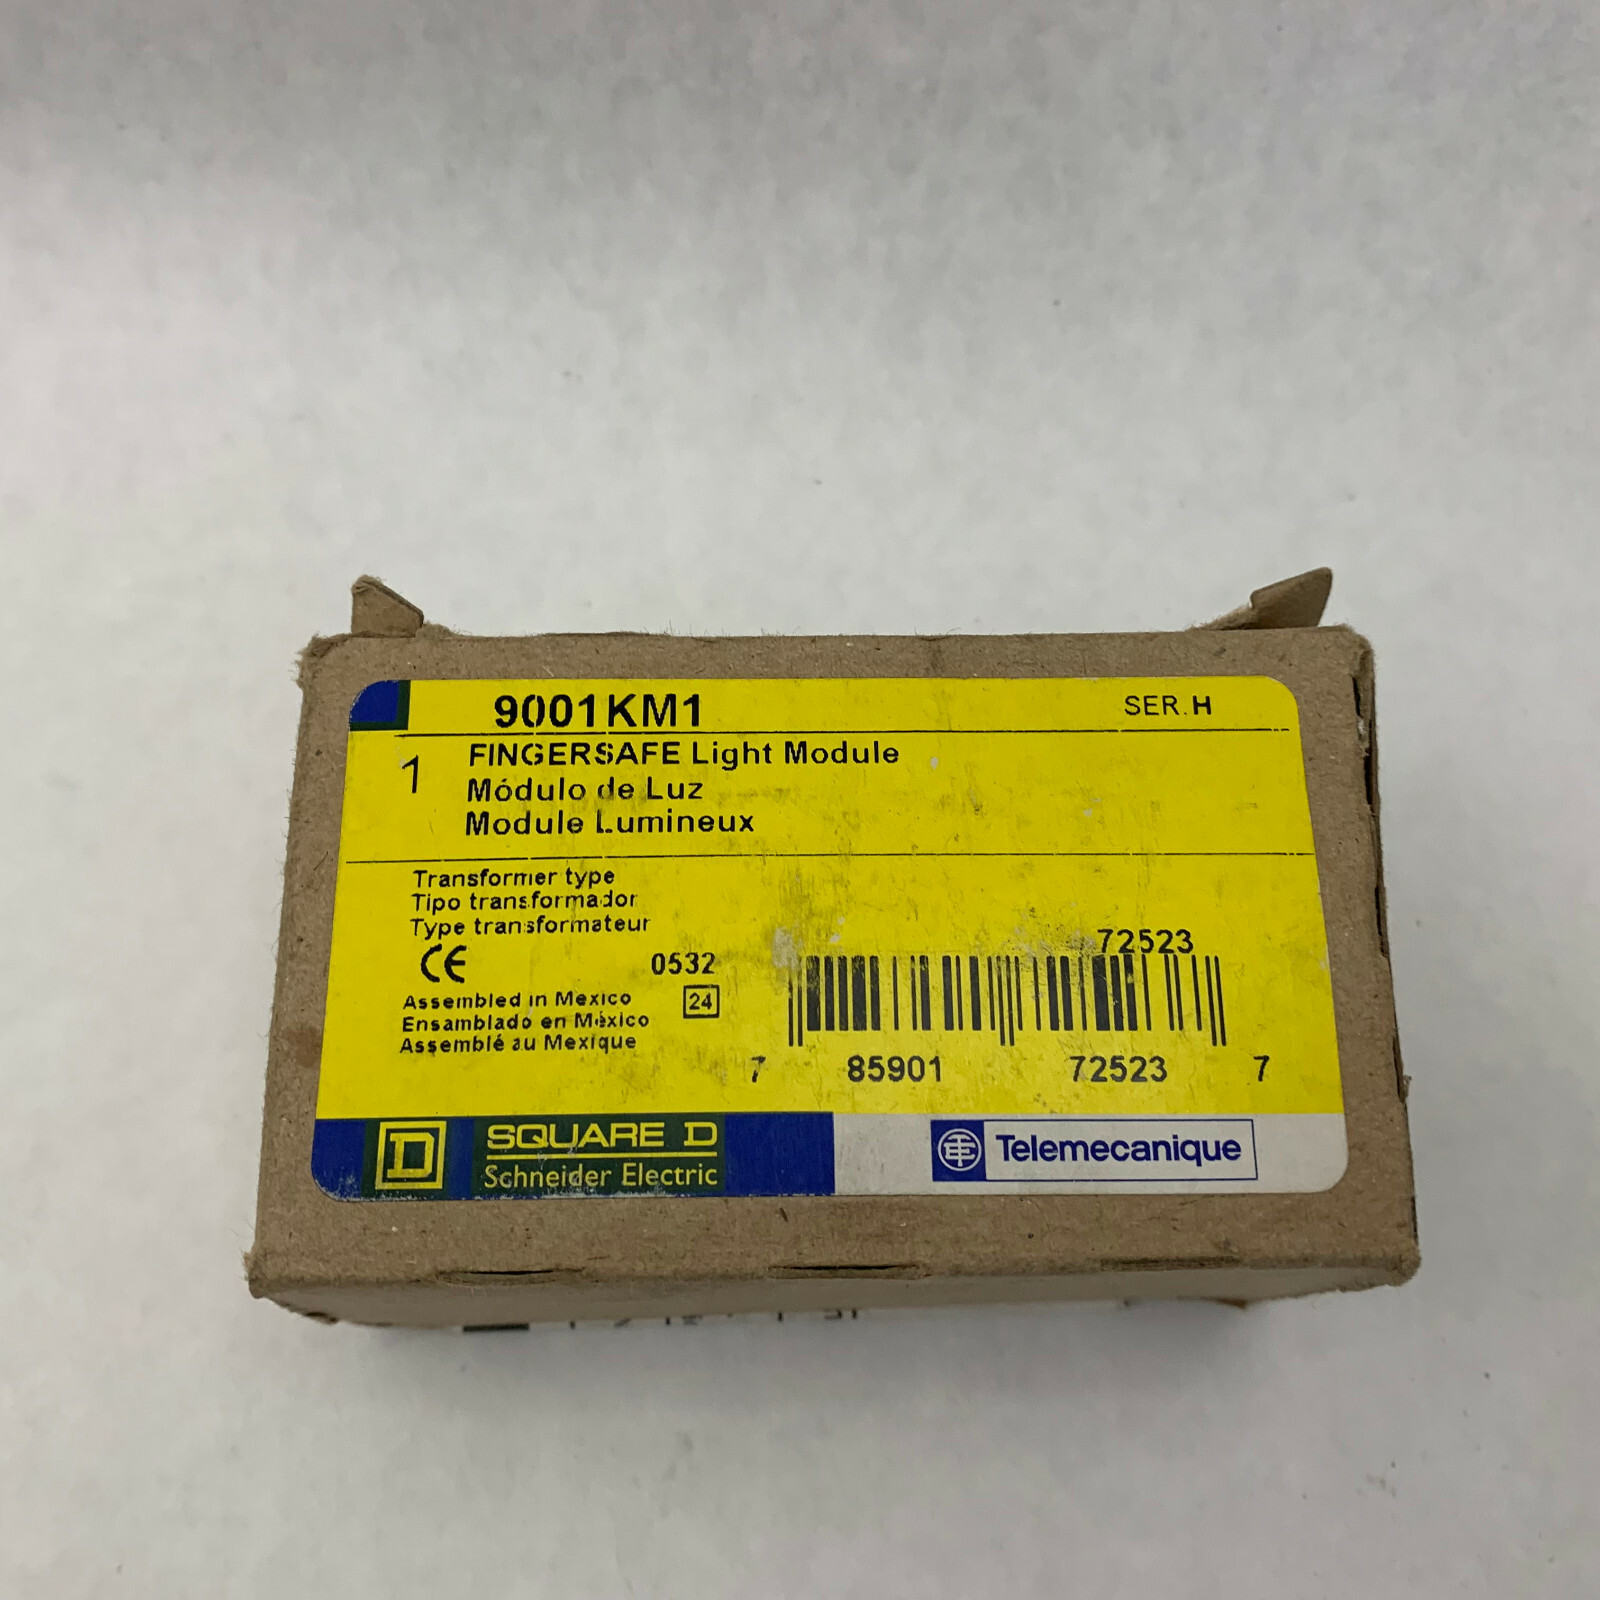 9001KM1 SER. H
1 FINGERSAFE Light Module
Módulo de Luz
Module Lumineux
Transformer type
Tipo transformador
Type transformateur
CE 0532 72523
Assembled in Mexico 24
Ensamblado en México
Assemblé au Mexique
7 85901 72523 7
D SQUARE D
Schneider Electric
TE Telemecanique